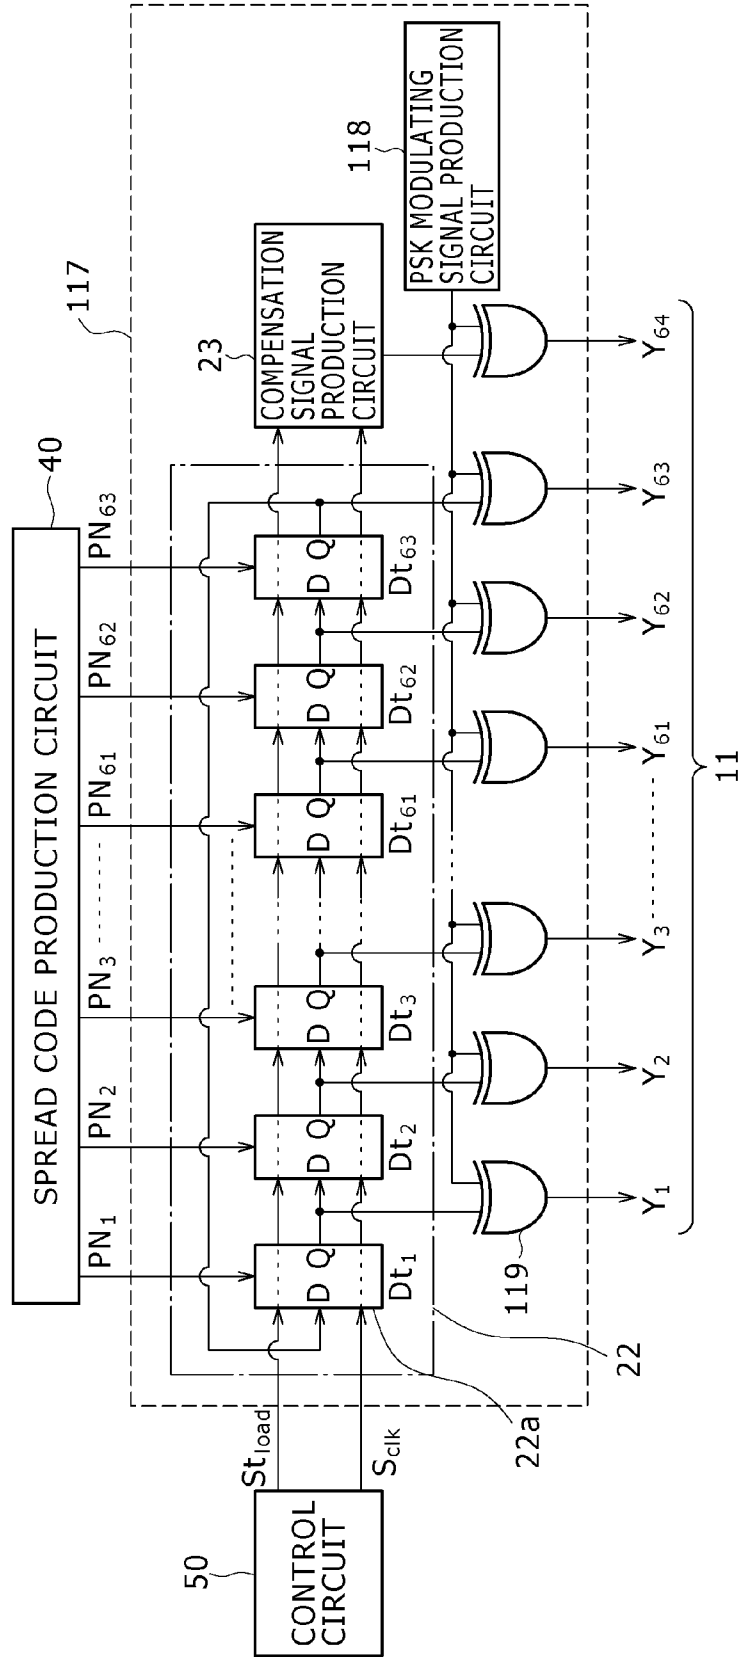 SPREAD CODE PRODUCTION CIRCUIT
40
PN1
PN2
PN3
PN61
PN62
PN63
117
50
CONTROL
CIRCUIT
Stload
Sclk
D Q
D Q
D Q
D Q
D Q
D Q
Dt1
Dt2
Dt3
Dt61
Dt62
Dt63
23
COMPENSATION
SIGNAL
PRODUCTION
CIRCUIT
118
PSK MODULATING
SIGNAL PRODUCTION
CIRCUIT
22a
22
119
Y1
Y2
Y3
Y61
Y62
Y63
Y64
11